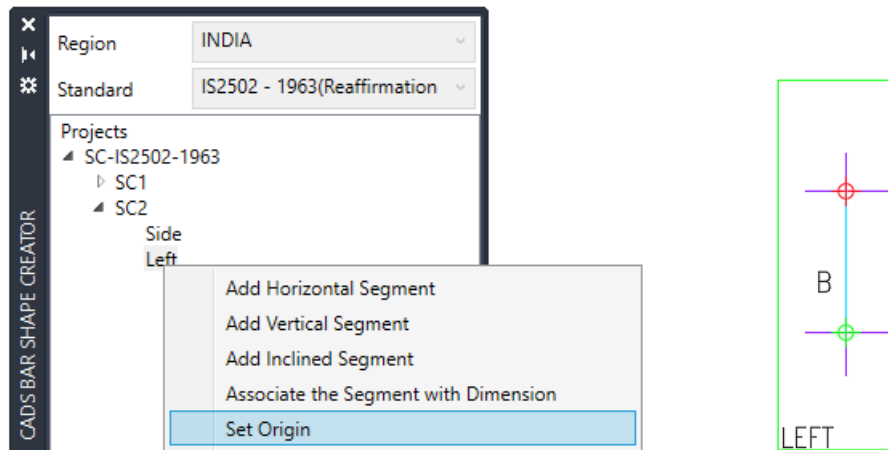 Region
INDIA
Standard
IS2502 - 1963(Reaffirmation
Projects
SC-IS2502-1963
SC1
SC2
Side
Left
Add Horizontal Segment
Add Vertical Segment
Add Inclined Segment
Associate the Segment with Dimension
Set Origin
CADS BAR SHAPE CREATOR
B
LEFT